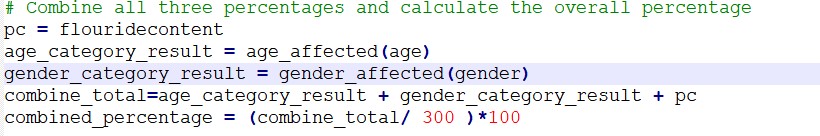 # Combine all three percentages and calculate the overall percentage
pc = flouridecontent
age_category_result = age_affected(age)
gender_category_result = gender_affected(gender)
combine_total=age_category_result + gender_category_result + pc
combined_percentage = (combine_total/ 300 )*100